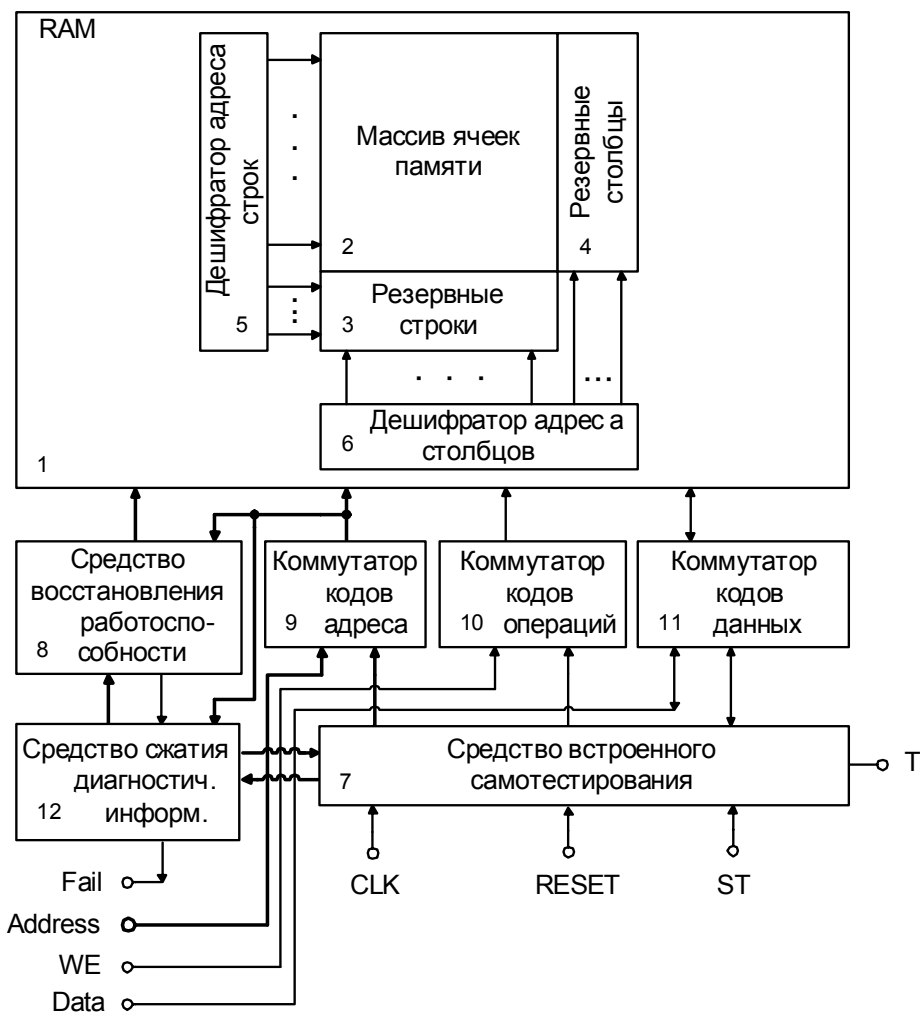 RAM
Дешифратор адреса
строк
5
Массив ячеек
памяти
2
Резервные
столбцы
4
Резервные
строки
3
Дешифратор адреса
столбцов
6
1
Средство
восстановления
работоспо-
собности
8
Коммутатор
кодов
адреса
9
Коммутатор
кодов
операций
10
Коммутатор
кодов
данных
11
Средство сжатия
диагностич.
информ.
12
Средство встроенного
самотестирования
7
T
CLK
RESET
ST
Fail
Address
WE
Data